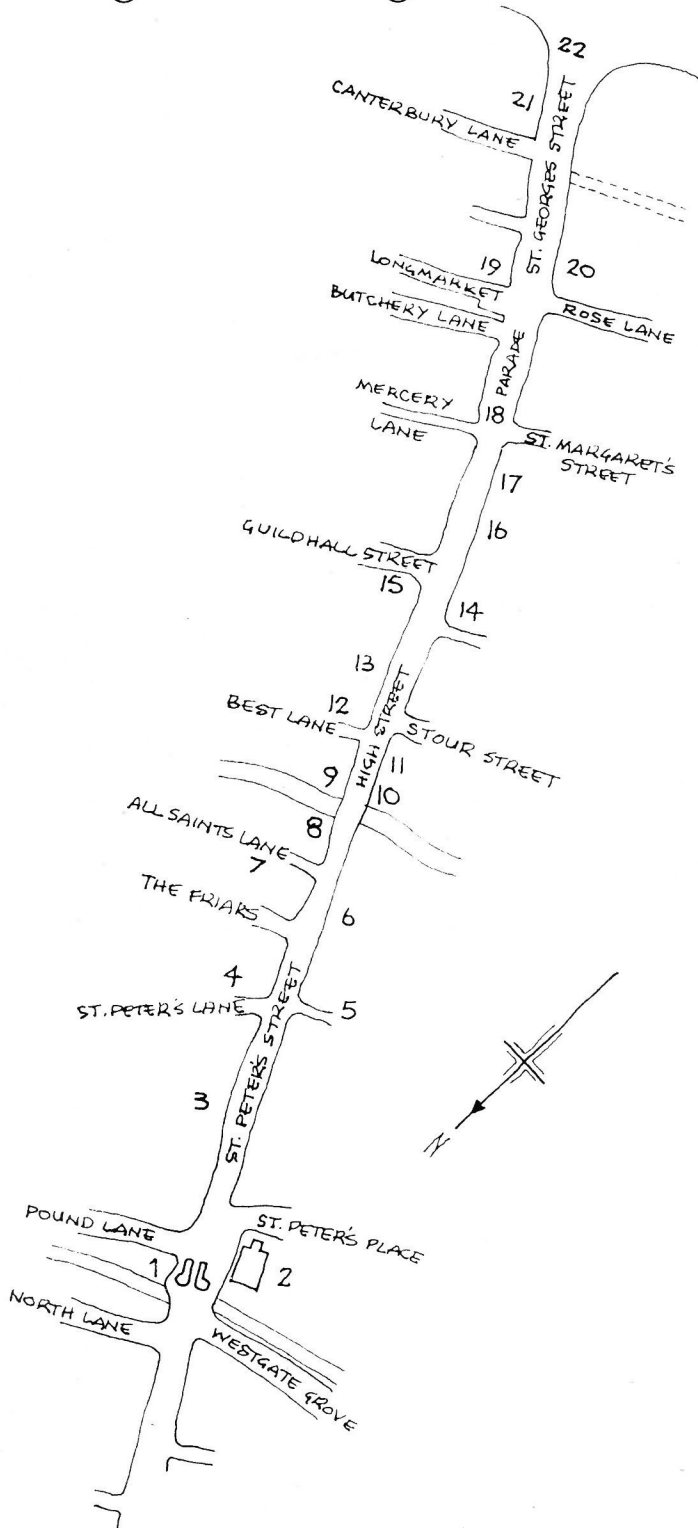 22
21
CANTERBURY LANE
ST. GEORGES STREET
19
20
LONGMARKET
BUTCHERY LANE
ROSE LANE
PARADE
MERCERY
LANE
18
ST. MARGARET'S
STREET
17
16
GUILDHALL STREET
15
14
13
12
BEST LANE
HIGH STREET
STOUR STREET
11
9
10
8
ALL SAINTS LANE
7
THE FRIARS
6
4
ST. PETER'S LANE
5
ST. PETER'S STREET
3
N
POUND LANE
ST. PETER'S PLACE
1
2
NORTH LANE
WESTGATE GROVE